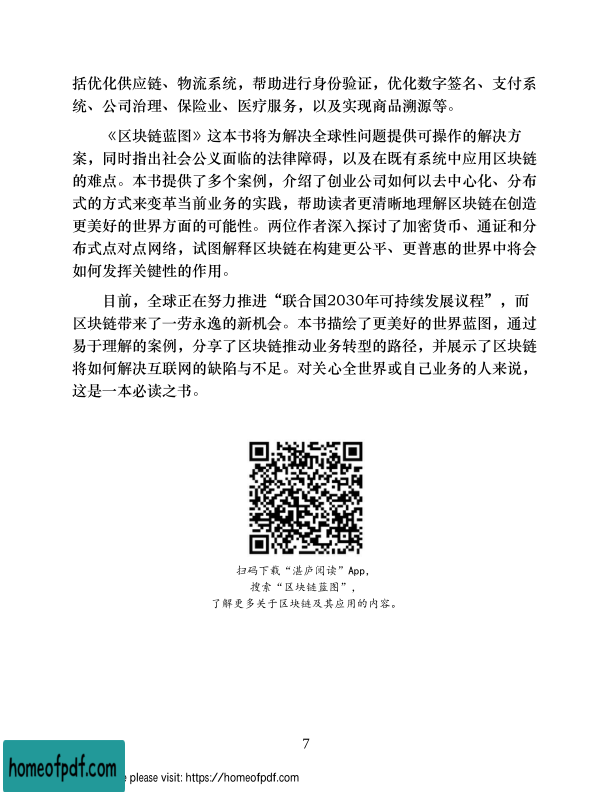 括优化供应链、物流系统，帮助进行身份验证，优化数字签名、支付系
统、公司治理、保险业、医疗服务，以及实现商品溯源等。
《区块链蓝图》这本书将为解决全球性问题提供可操作的解决方
案，同时指出社会公义面临的法律障碍，以及在既有系统中应用区块链
的难点。本书提供了多个案例，介绍了创业公司如何以去中心化、分布
式的方式来变革当前业务的实践，帮助读者更清晰地理解区块链在创造
更美好的世界方面的可能性。两位作者深入探讨了加密货币、通证和分
布式点对点网络，试图解释区块链在构建更公平、更普惠的世界中将会
如何发挥关键性的作用。
目前，全球正在努力推进“联合国2030年可持续发展议程”，而
区块链带来了一劳永逸的新机会。本书描绘了更美好的世界蓝图，通过
易于理解的案例，分享了区块链推动业务转型的路径，并展示了区块链
将如何解决互联网的缺陷与不足。对关心全世界或自己业务的人来说，
这是一本必读之书。
扫码下载“湛庐阅读”App，
搜索“区块链蓝图”，
了解更多关于区块链及其应用的内容。
7
homeofpdf.com
e please visit: https://homeofpdf.com